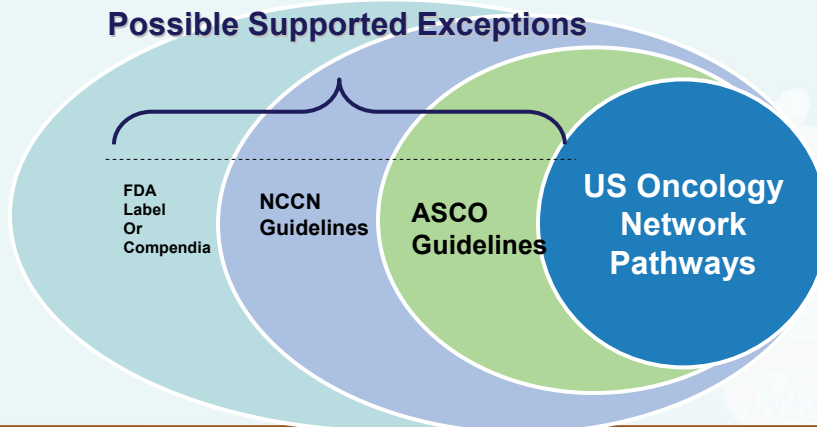 Possible Supported Exceptions
FDA
Label
Or
Compendia
NCCN
Guidelines
ASCO
Guidelines
US Oncology
Network
Pathways